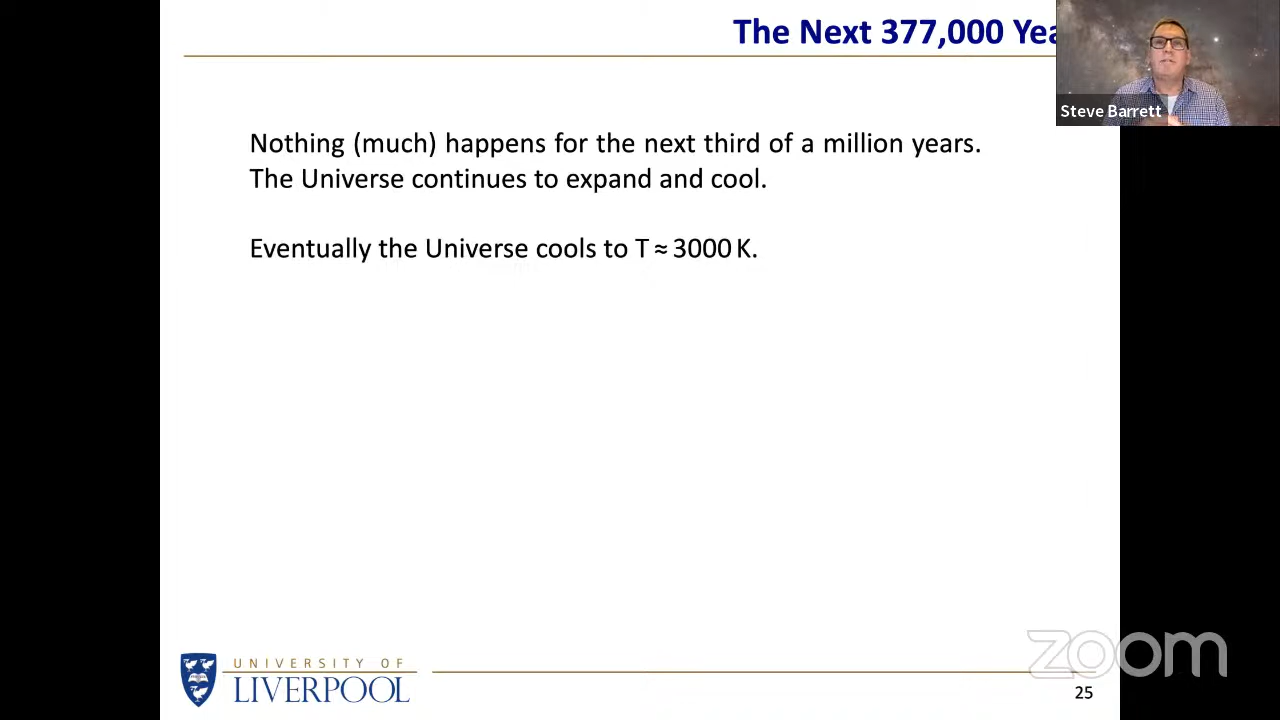 The Next 377,000 Yea
Steve Barrett
Nothing (much) happens for the next third of a million years.
The Universe continues to expand and cool.
Eventually the Universe cools to T ≈ 3000 K.
UNIVERSITY OF
LIVERPOOL
zoom
25